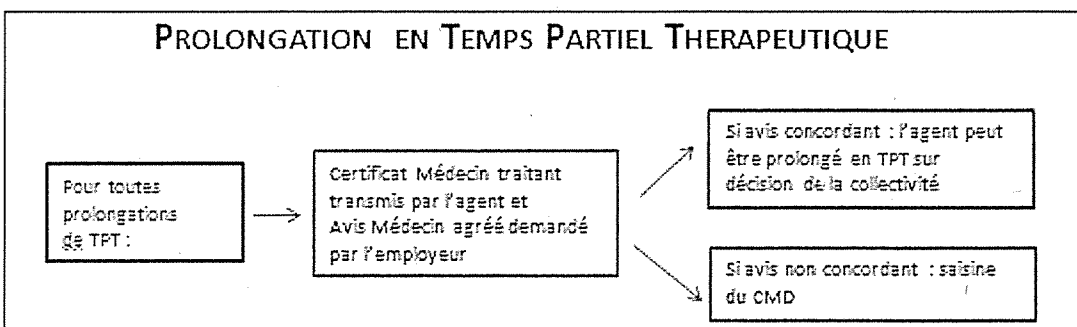 PROLONGATION EN TEMPS PARTIEL THERAPEUTIQUE
Pour toutes
prolongations
de TPT :
Certificat Médecin traitant
transmis par l'agent et
Avis Médecin agréé demandé
par l'employeur
Si avis concordant : l'agent peut
être prolongé en TPT sur
décision de la collectivité
Si avis non concordant : saisine
du CMD